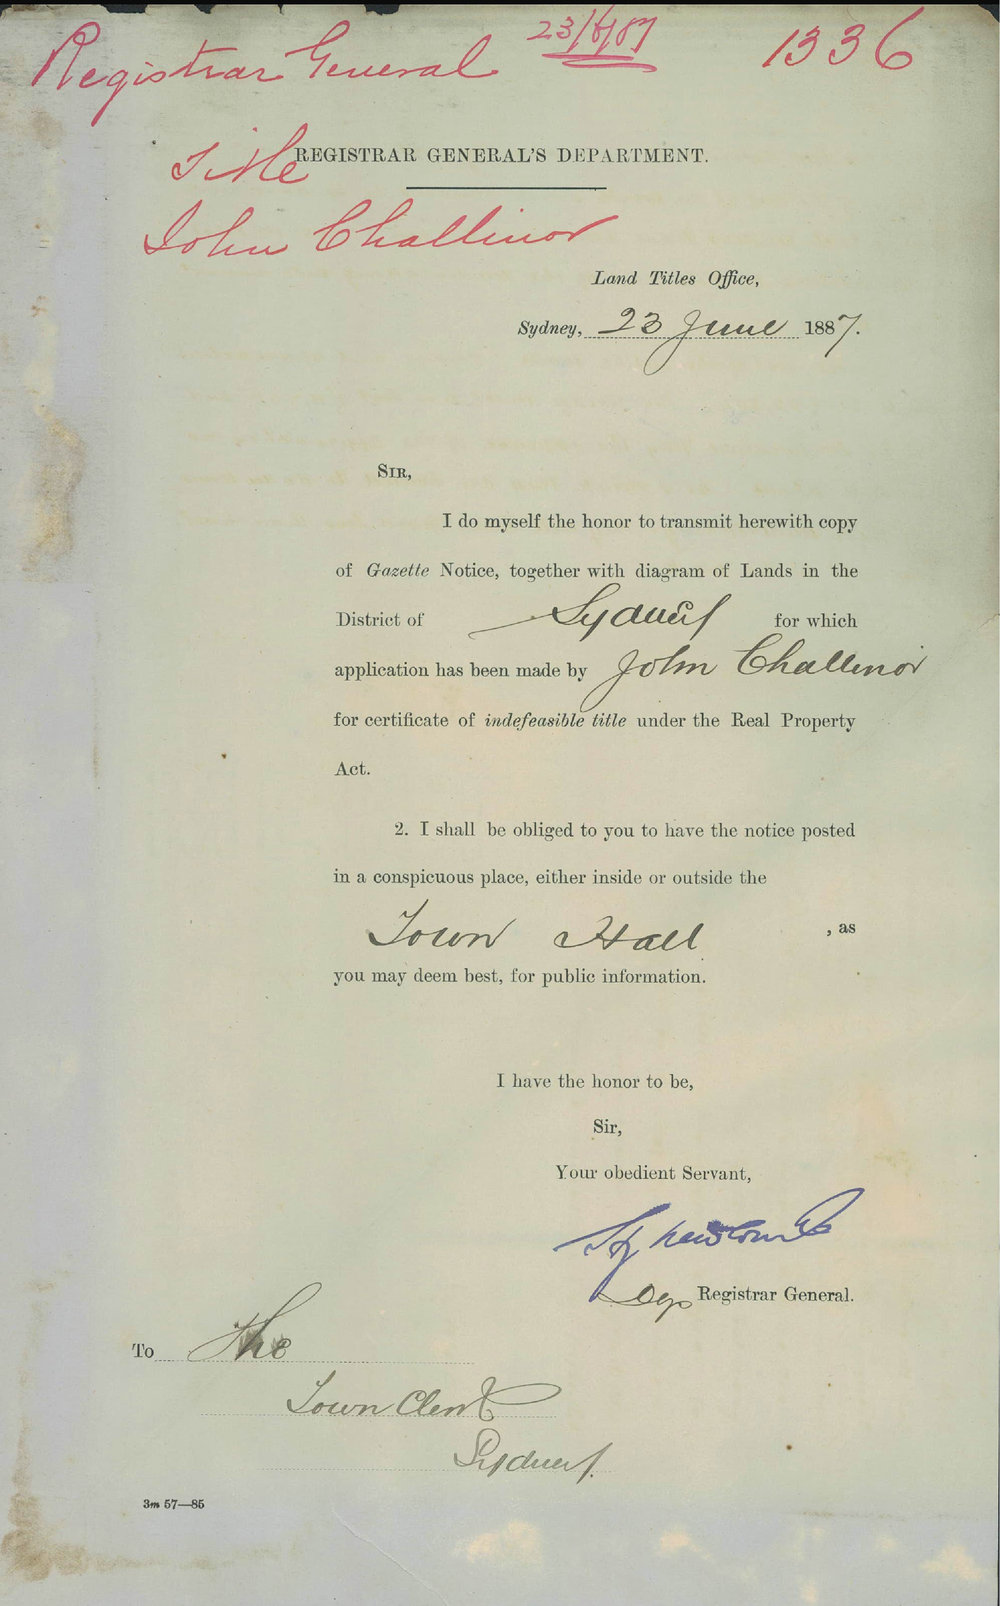 Registrar General 23/6/87 1336
REGISTRAR GENERAL'S DEPARTMENT.
Title
John Challinor
Land Titles Office,
Sydney, 23 June 1887.
SIR,
I do myself the honor to transmit herewith copy
of Gazette Notice, together with diagram of Lands in the
District of Sydney for which
application has been made by John Challinor
for certificate of indefeasible title under the Real Property
Act.
2. I shall be obliged to you to have the notice posted
in a conspicuous place, either inside or outside the
Town Hall , as
you may deem best, for public information.
I have the honor to be,
Sir,
Your obedient Servant,
Dep Registrar General.
To The
Town Clerk
Sydney.
3m 57—85